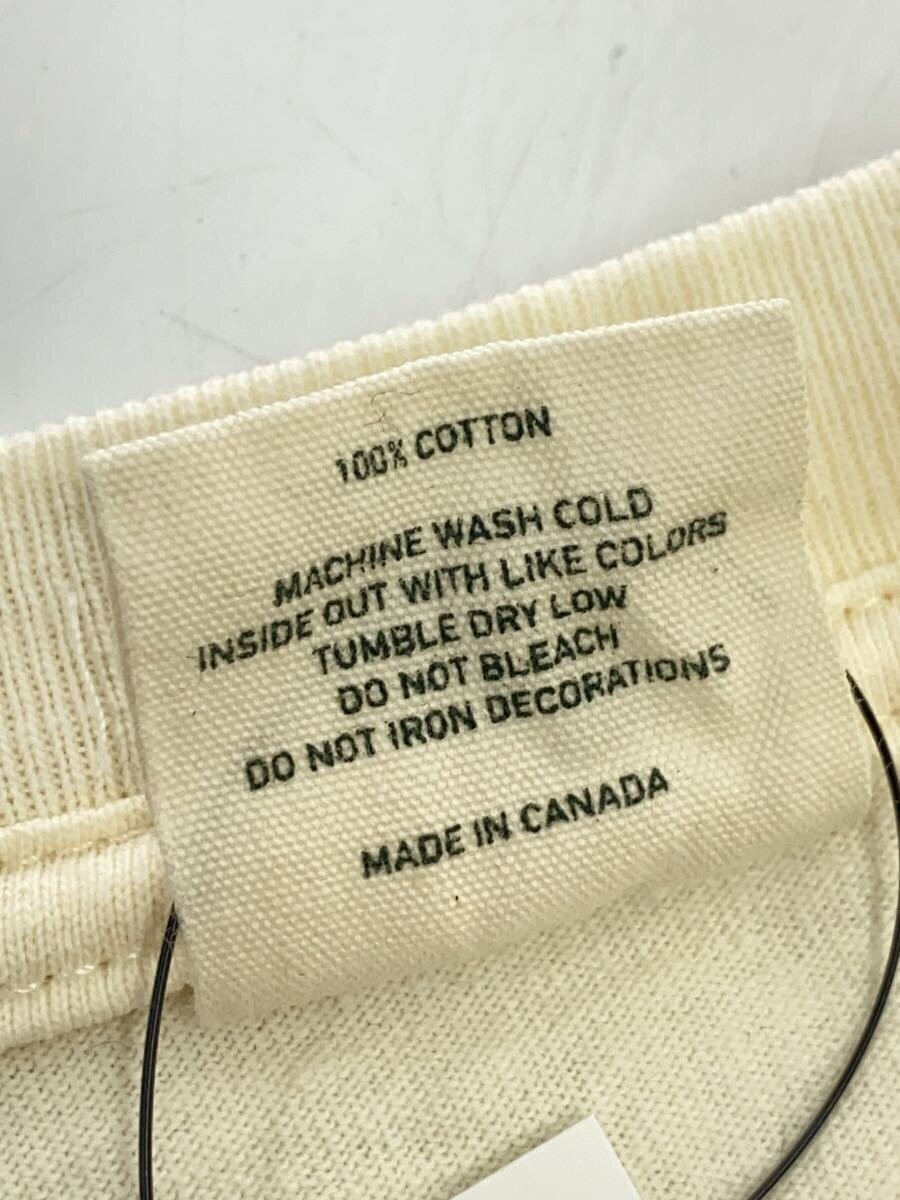 100% COTTON
MACHINE WASH COLD
INSIDE OUT WITH LIKE COLORS
TUMBLE DRY LOW
DO NOT BLEACH
DO NOT IRON DECORATIONS
MADE IN CANADA